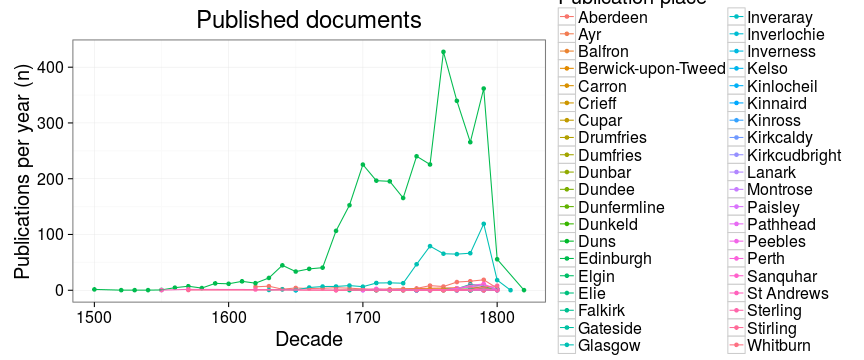 Published documents
Publication place
Publications per year (n)
400
300
200
100
0
1500
1600
1700
1800
Decade
Aberdeen
Ayr
Balfron
Berwick-upon-Tweed
Carron
Crieff
Cupar
Drumfries
Dumfries
Dunbar
Dundee
Dunfermline
Dunkeld
Duns
Edinburgh
Elgin
Elie
Falkirk
Gateside
Glasgow
Inveraray
Inverlochie
Inverness
Kelso
Kinlocheil
Kinnaird
Kinross
Kirkcaldy
Kirkcudbright
Lanark
Montrose
Paisley
Pathhead
Peebles
Perth
Sanquhar
St Andrews
Sterling
Stirling
Whitburn